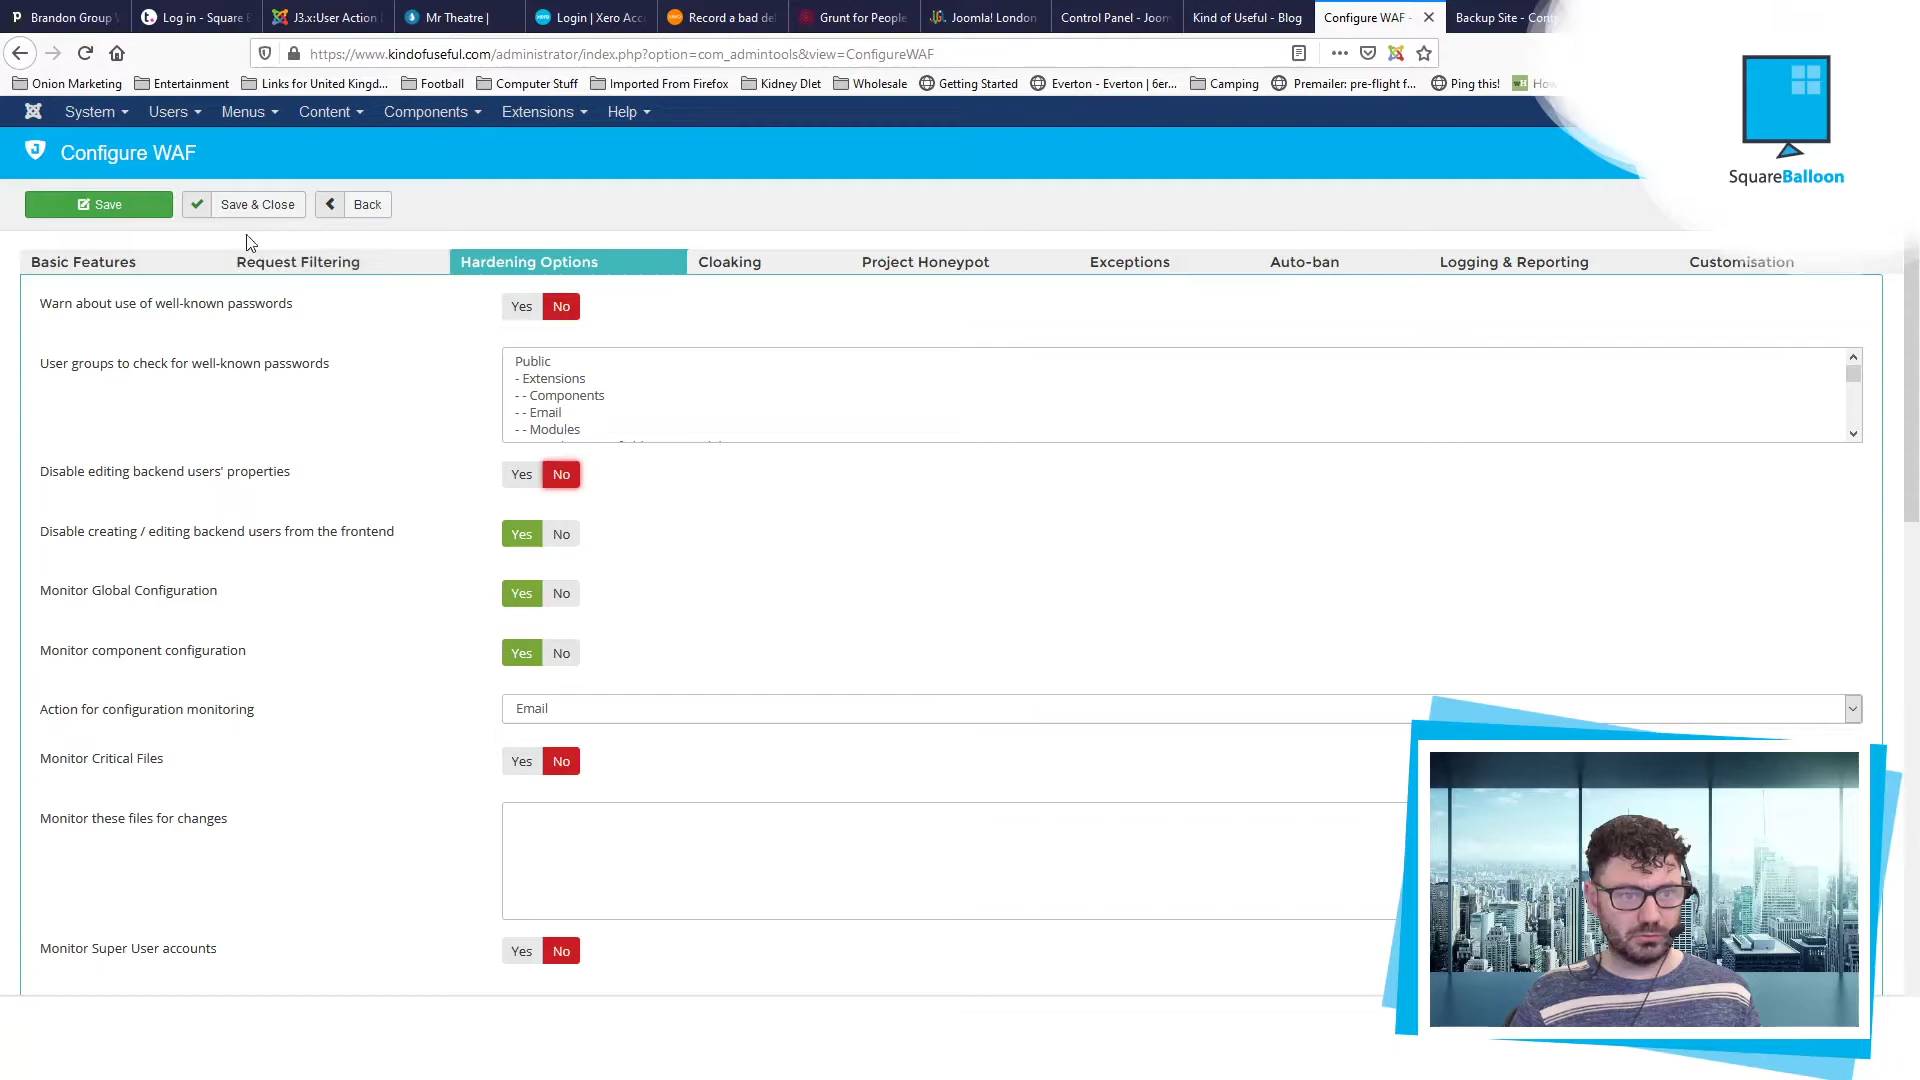 Brandon Group
Log in - Square
J3.x:User Action
Mr Theatre |
Login | Xero Acc
Record a bad de
Grunt for People
Joomla! London
Control Panel - Joom
Kind of Useful - Blog
Configure WAF -
Backup Site - Con
https://www.kindofuseful.com/administrator/index.php?option=com_admintools&view=ConfigureWAF
Onion Marketing
Entertainment
Links for United Kingd...
Football
Computer Stuff
Imported From Firefox
Kidney DIet
Wholesale
Getting Started
Everton - Everton | 6er...
Camping
Premailer: pre-flight f...
Ping this!
How
System
Users
Menus
Content
Components
Extensions
Help
SquareBalloon
Configure WAF
Save
Save & Close
Back
Basic Features
Request Filtering
Hardening Options
Cloaking
Project Honeypot
Exceptions
Auto-ban
Logging & Reporting
Customisation
Warn about use of well-known passwords
Yes No
User groups to check for well-known passwords
Public
- Extensions
- - Components
- - Email
- - Modules
Disable editing backend users' properties
Yes No
Disable creating / editing backend users from the frontend
Yes No
Monitor Global Configuration
Yes No
Monitor component configuration
Yes No
Action for configuration monitoring
Email
Monitor Critical Files
Yes No
Monitor these files for changes
Monitor Super User accounts
Yes No